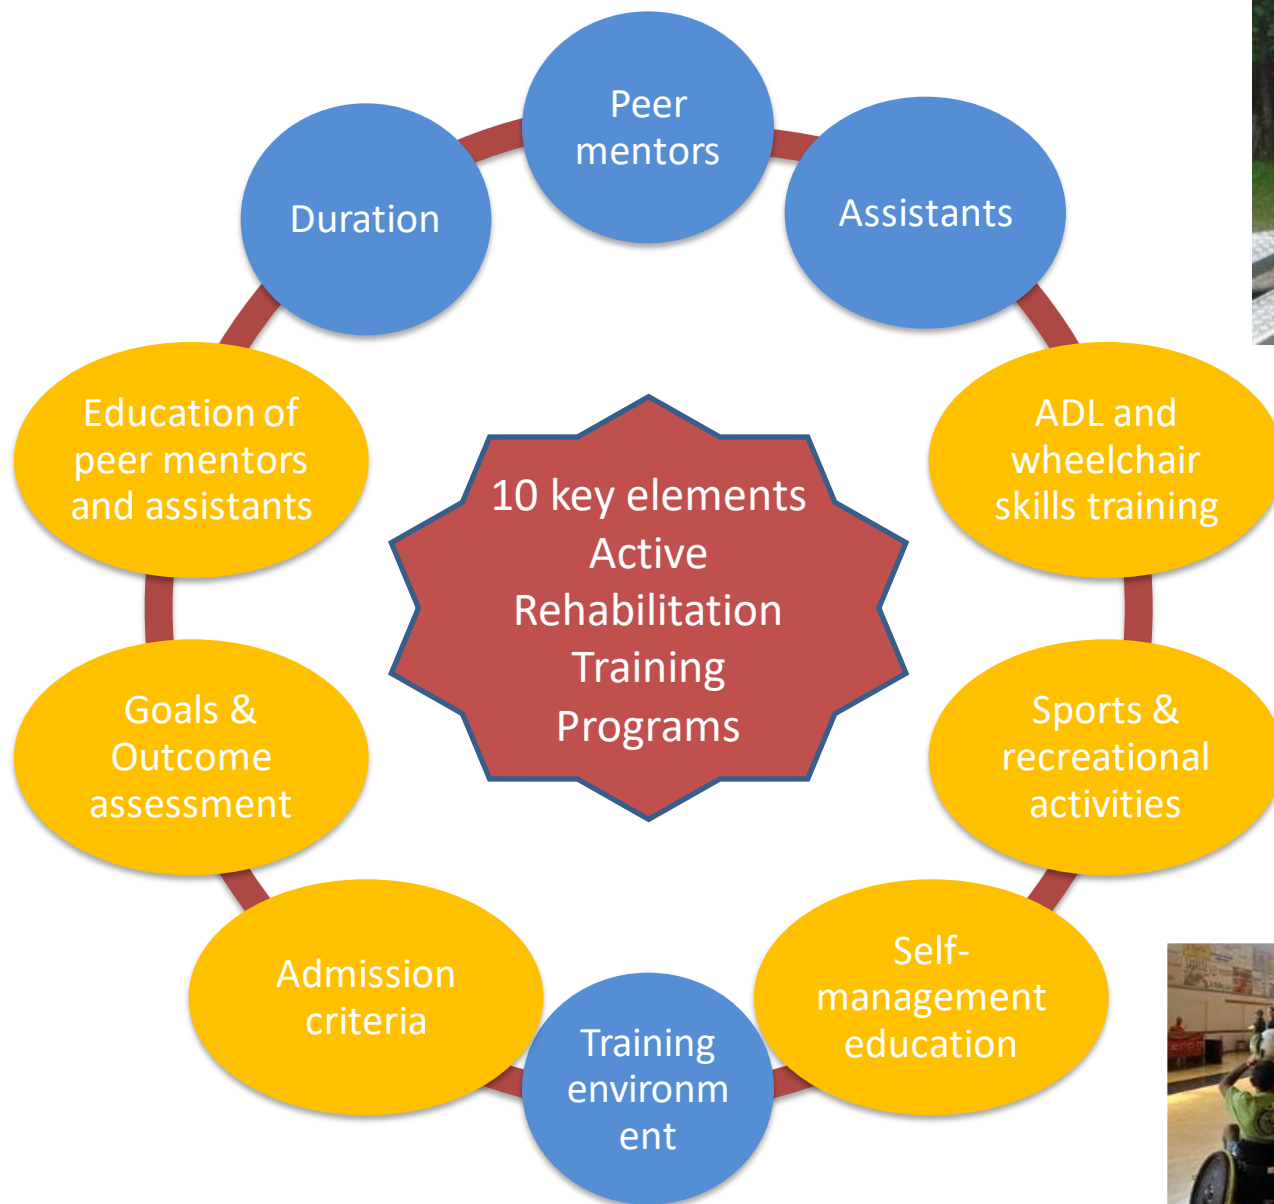 Peer
mentors
Assistants
Duration
ADL and
wheelchair
skills training
Education of
peer mentors
and assistants
10 key elements
Active
Rehabilitation
Training
Programs
Sports &
recreational
activities
Goals &
Outcome
assessment
Self-
management
education
Admission
criteria
Training
environm
ent